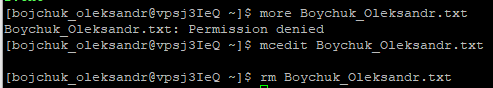 [bojchuk_oleksandr@vpsj3IeQ ~]$ more Boychuk_Oleksandr.txt
Boychuk_Oleksandr.txt: Permission denied
[bojchuk_oleksandr@vpsj3IeQ ~]$ mcedit Boychuk_Oleksandr.txt
[bojchuk_oleksandr@vpsj3IeQ ~]$ rm Boychuk_Oleksandr.txt